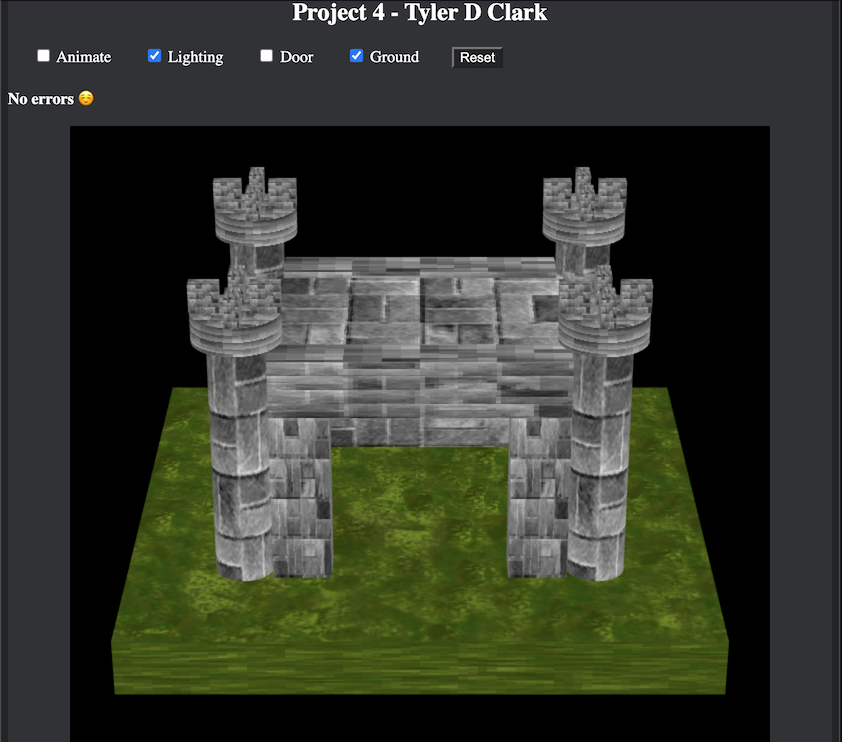 Project 4 - Tyler D Clark
Animate Lighting Door Ground Reset
No errors ☺️